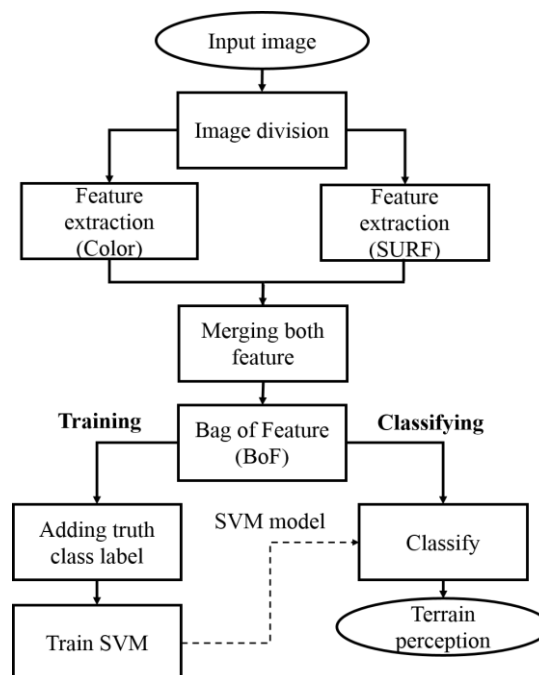 Input image
Image division
Feature
extraction
(Color)
Feature
extraction
(SURF)
Merging both
feature
Training
Bag of Feature
(BoF)
Classifying
Adding truth
class label
SVM model
Classify
Train SVM
Terrain
perception